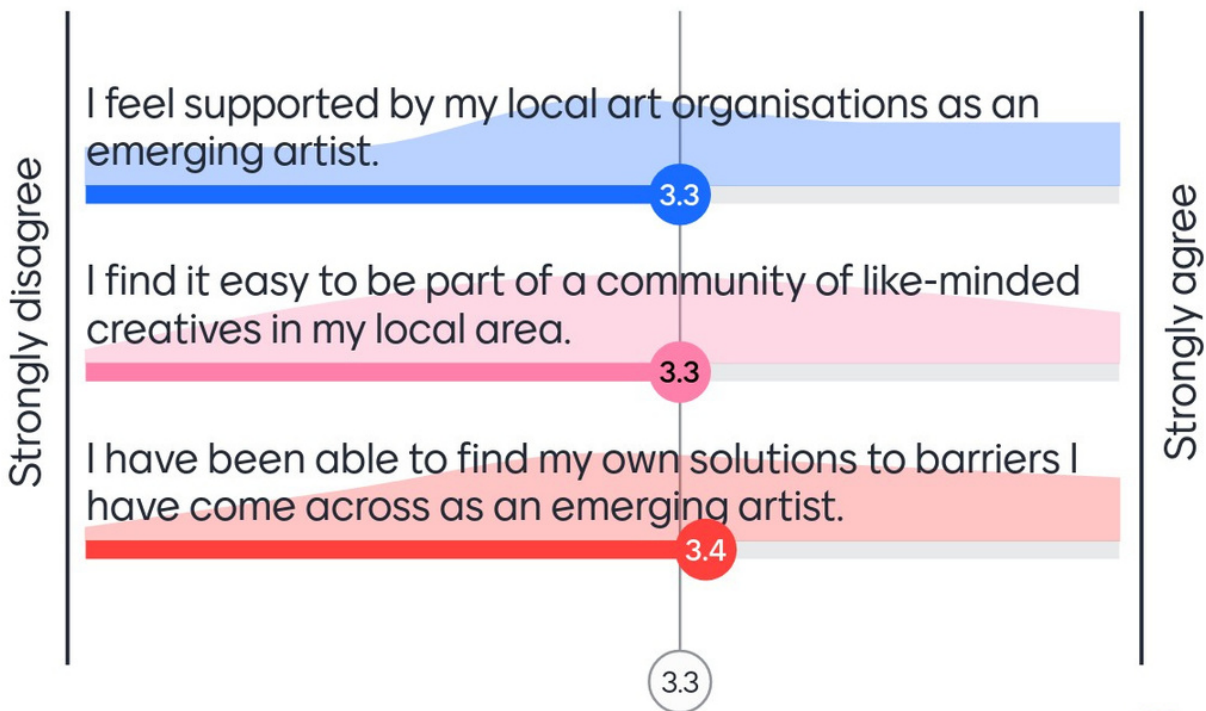 I feel supported by my local art organisations as an
emerging artist.
3.3
I find it easy to be part of a community of like-minded
creatives in my local area.
3.3
I have been able to find my own solutions to barriers I
have come across as an emerging artist.
3.4
3.3
Strongly disagree
Strongly agree